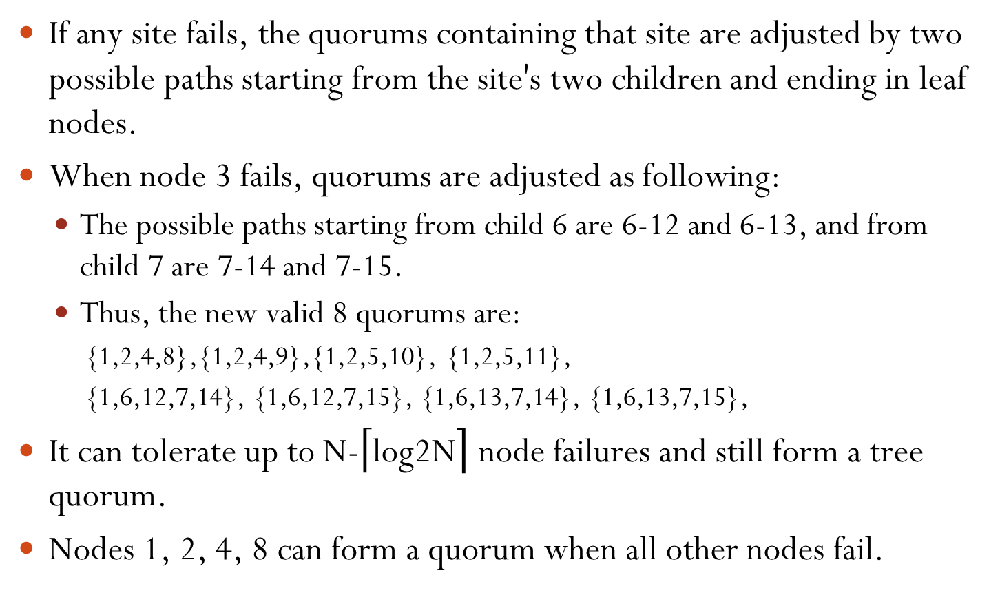 • If any site fails, the quorums containing that site are adjusted by two
possible paths starting from the site's two children and ending in leaf
nodes.
• When node 3 fails, quorums are adjusted as following:
• The possible paths starting from child 6 are 6-12 and 6-13, and from
child 7 are 7-14 and 7-15.
• Thus, the new valid 8 quorums are:
{1,2,4,8},{1,2,4,9},{1,2,5,10}, {1,2,5,11},
{1,6,12,7,14}, {1,6,12,7,15}, {1,6,13,7,14}, {1,6,13,7,15},
• It can tolerate up to N-⌈log2N⌉ node failures and still form a tree
quorum.
• Nodes 1, 2, 4, 8 can form a quorum when all other nodes fail.